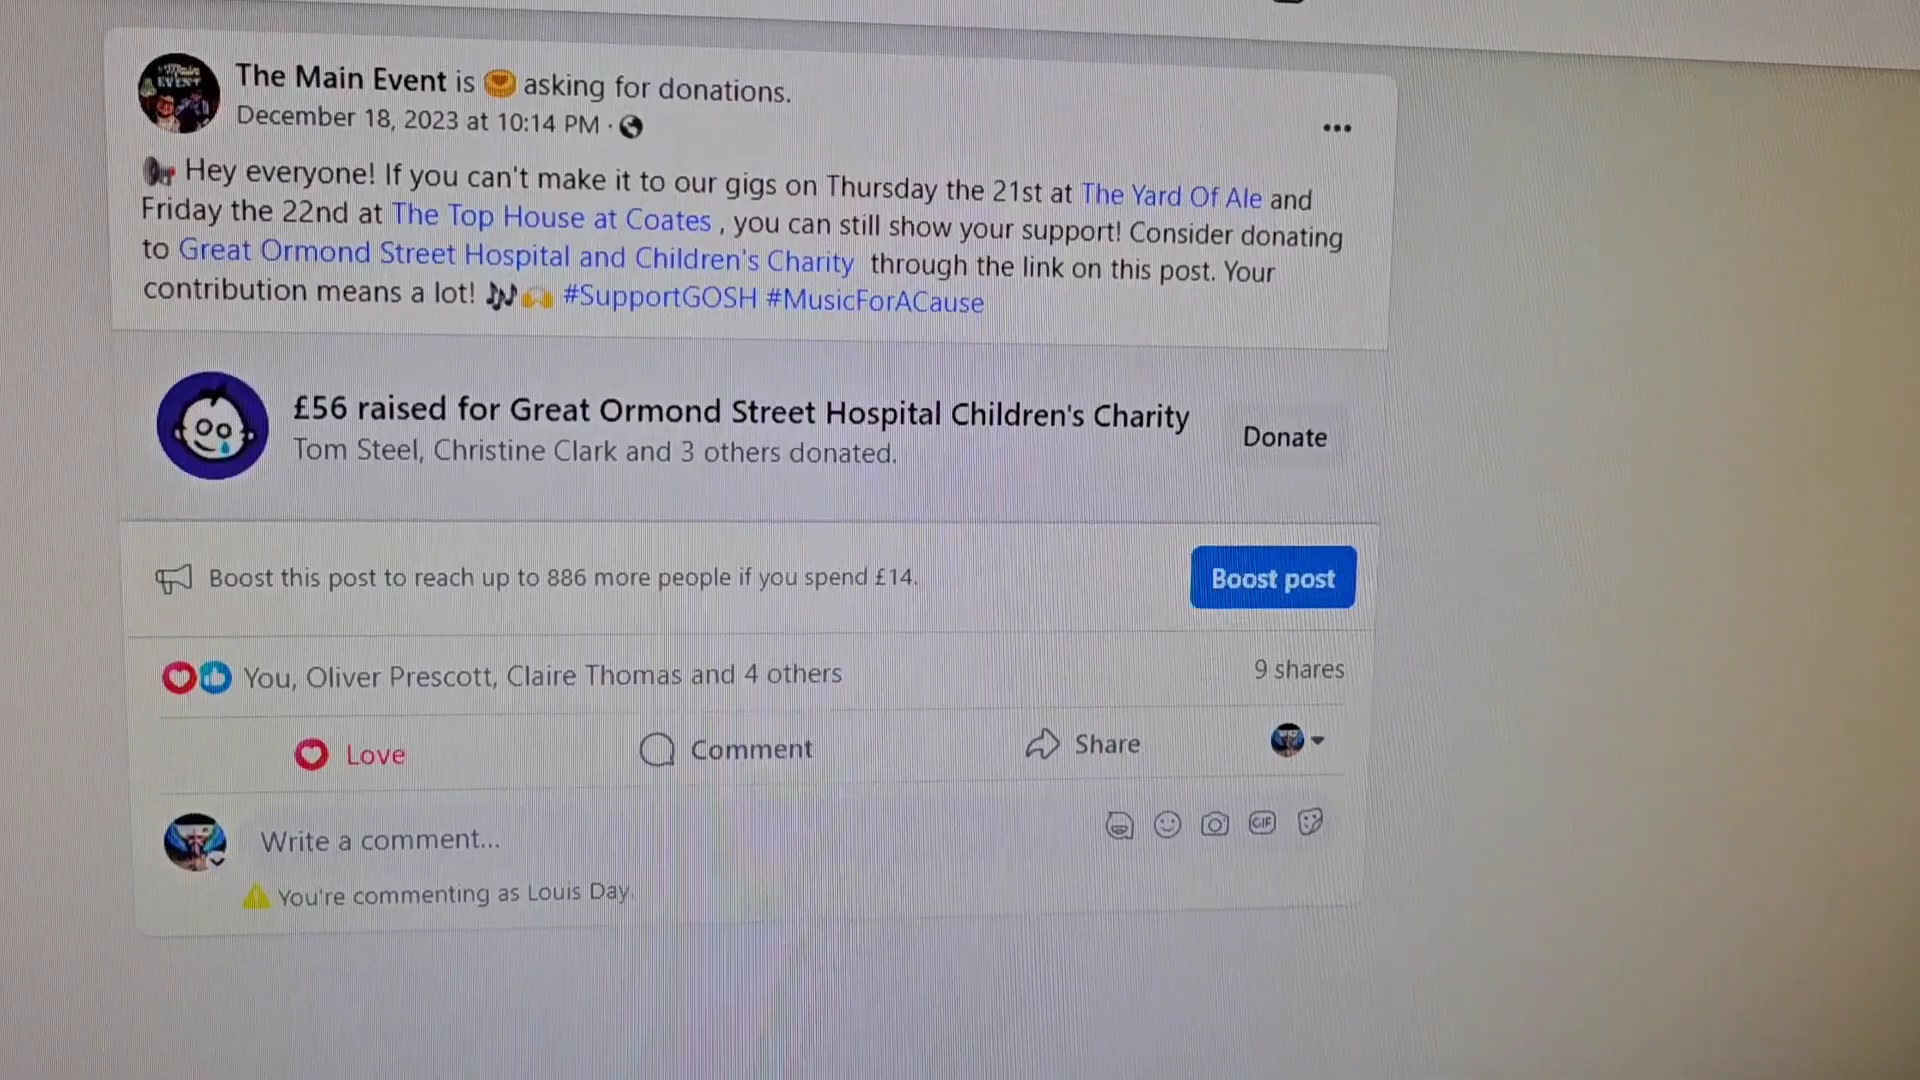 The Main Event is asking for donations.
December 18, 2023 at 10:14 PM ·
Hey everyone! If you can't make it to our gigs on Thursday the 21st at The Yard Of Ale and
Friday the 22nd at The Top House at Coates , you can still show your support! Consider donating
to Great Ormond Street Hospital and Children's Charity through the link on this post. Your
contribution means a lot! #SupportGOSH #MusicForACause
£56 raised for Great Ormond Street Hospital Children's Charity
Tom Steel, Christine Clark and 3 others donated.
Donate
Boost this post to reach up to 886 more people if you spend £14.
Boost post
You, Oliver Prescott, Claire Thomas and 4 others
9 shares
Love
Comment
Share
Write a comment...
GIF
You're commenting as Louis Day.